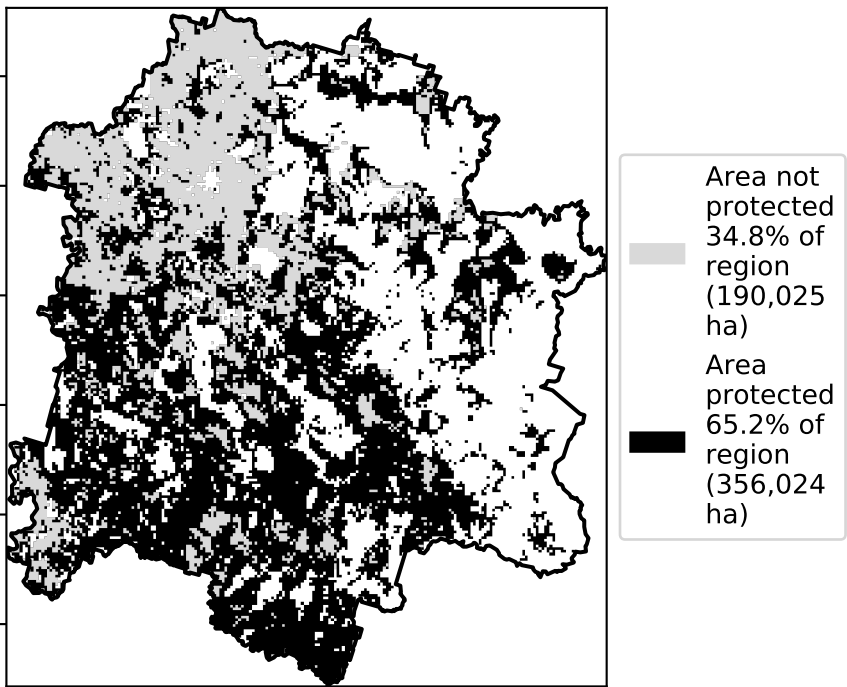 Area not
protected
34.8% of
region
(190,025
ha)
Area
protected
65.2% of
region
(356,024
ha)